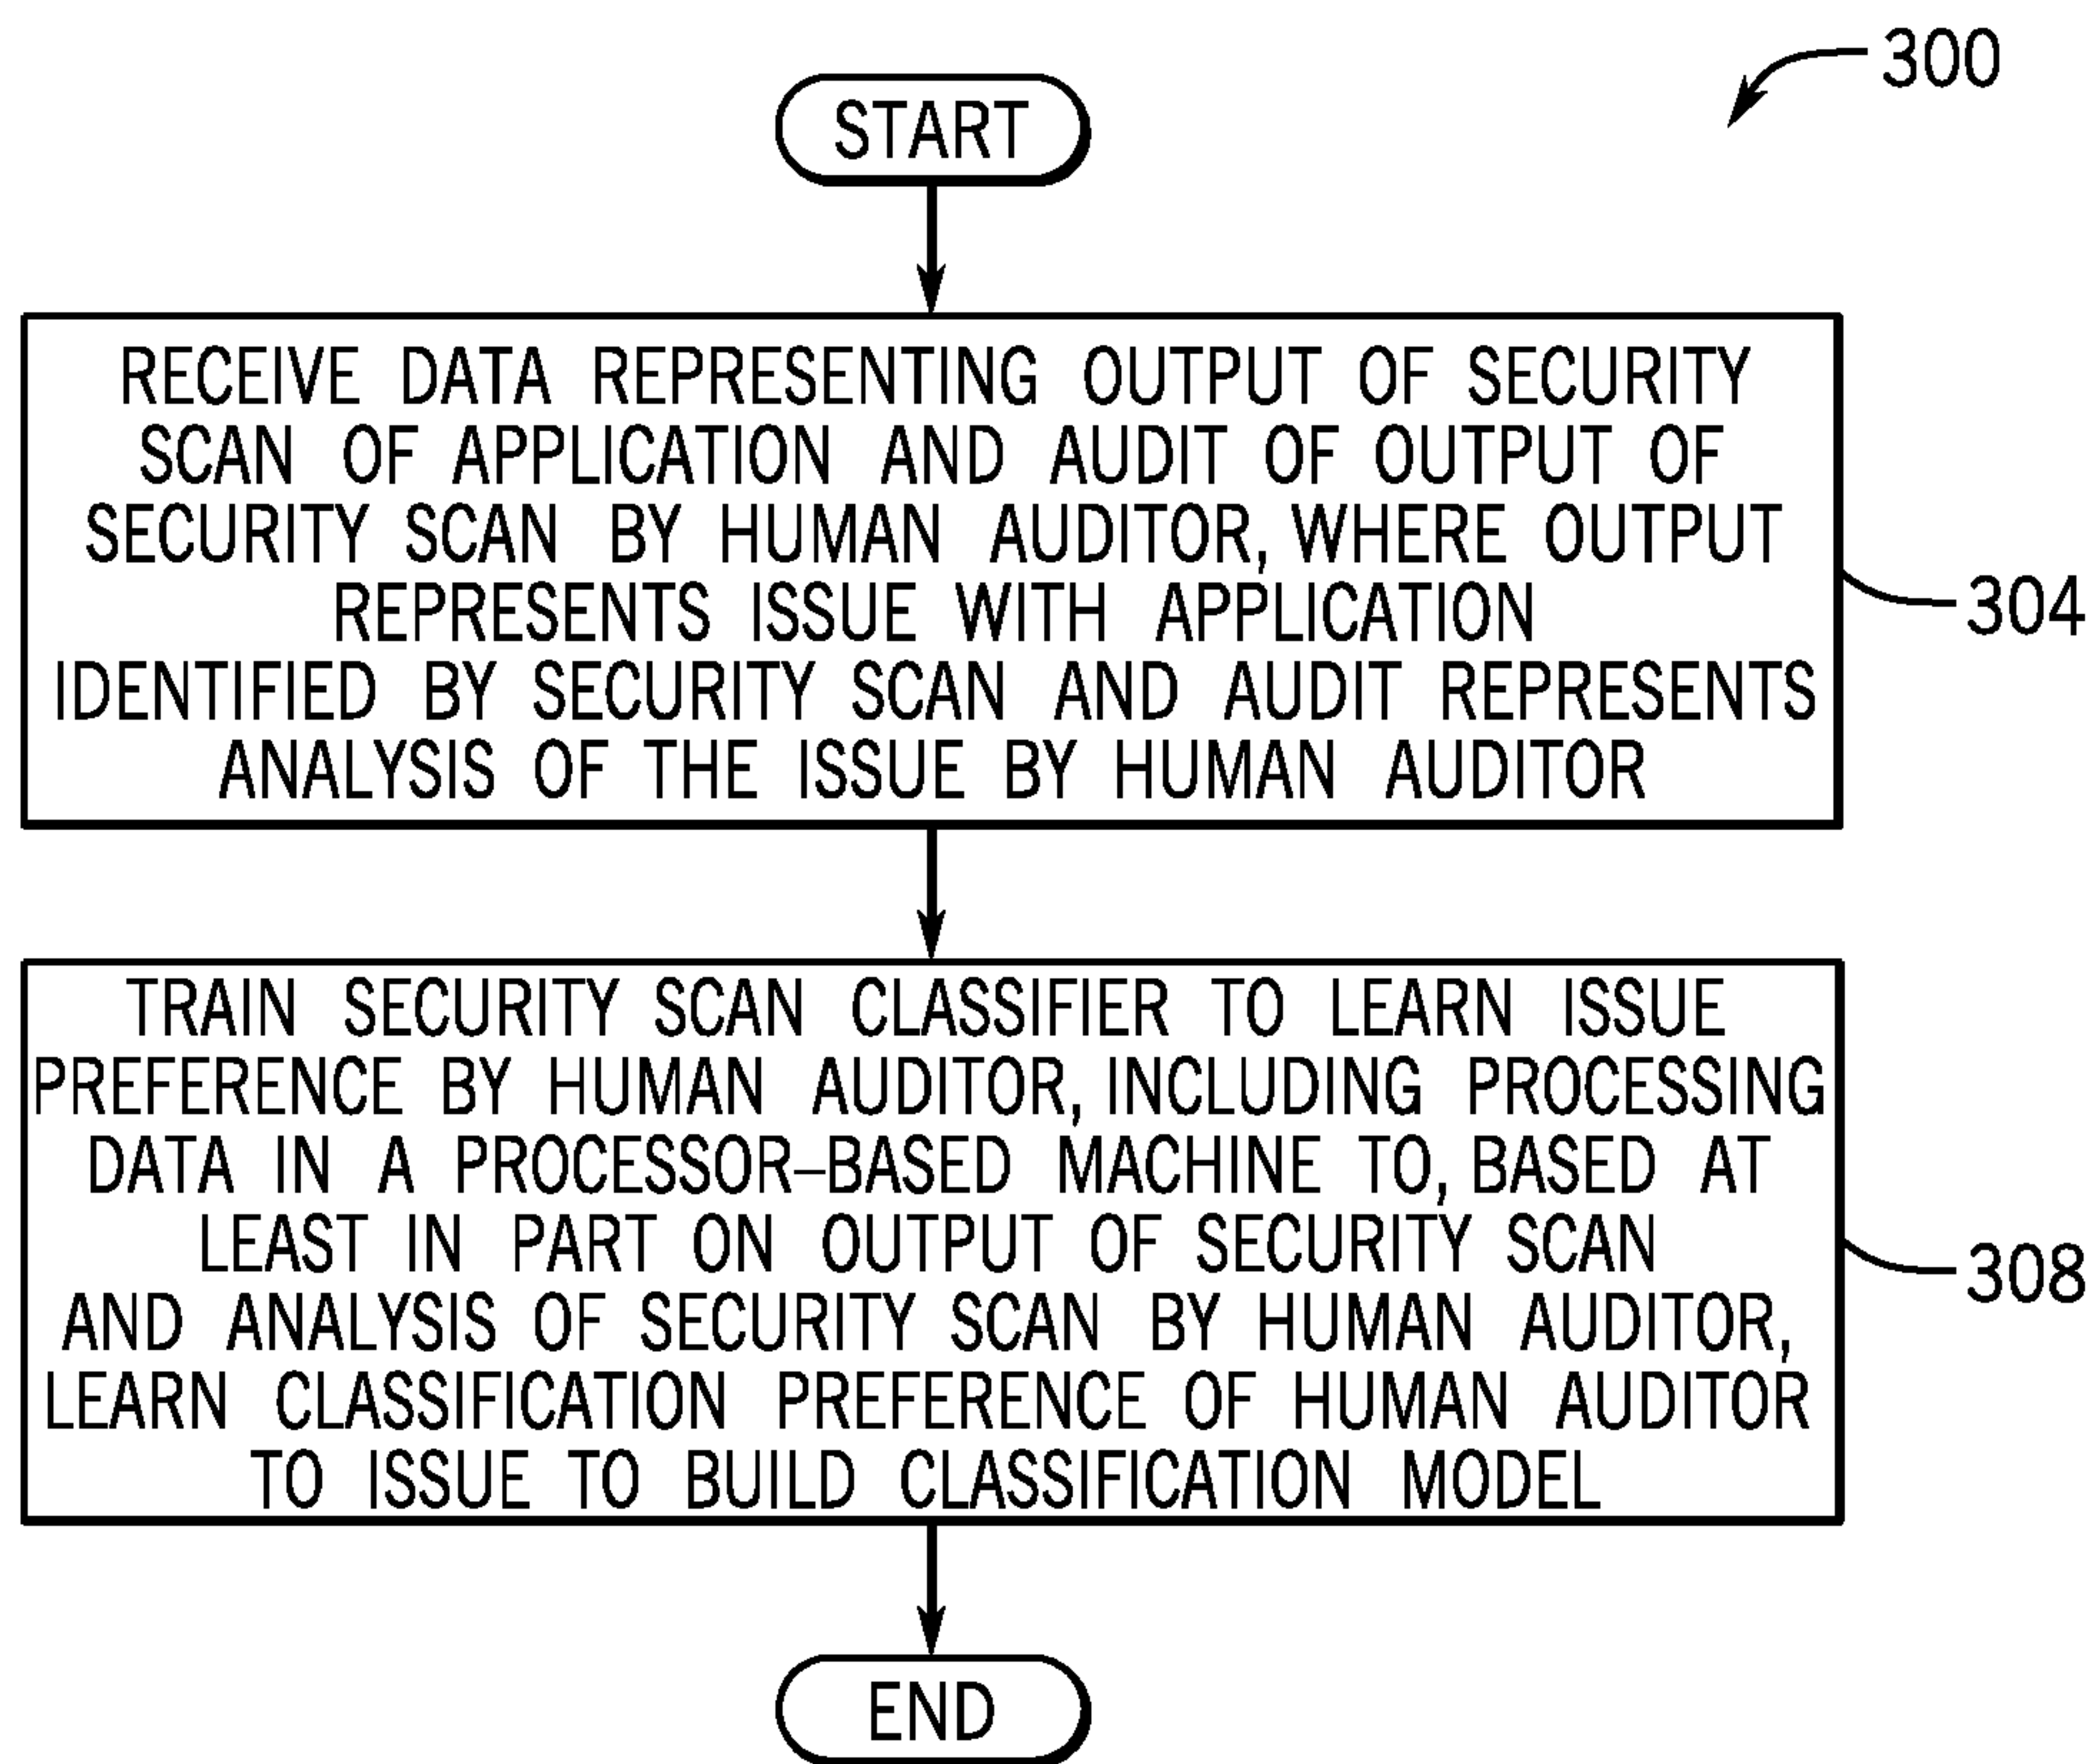 300
START
RECEIVE DATA REPRESENTING OUTPUT OF SECURITY
SCAN OF APPLICATION AND AUDIT OF OUTPUT OF
SECURITY SCAN BY HUMAN AUDITOR, WHERE OUTPUT
REPRESENTS ISSUE WITH APPLICATION
IDENTIFIED BY SECURITY SCAN AND AUDIT REPRESENTS
ANALYSIS OF THE ISSUE BY HUMAN AUDITOR
304
TRAIN SECURITY SCAN CLASSIFIER TO LEARN ISSUE
PREFERENCE BY HUMAN AUDITOR, INCLUDING PROCESSING
DATA IN A PROCESSOR–BASED MACHINE TO, BASED AT
LEAST IN PART ON OUTPUT OF SECURITY SCAN
AND ANALYSIS OF SECURITY SCAN BY HUMAN AUDITOR,
LEARN CLASSIFICATION PREFERENCE OF HUMAN AUDITOR
TO ISSUE TO BUILD CLASSIFICATION MODEL
308
END